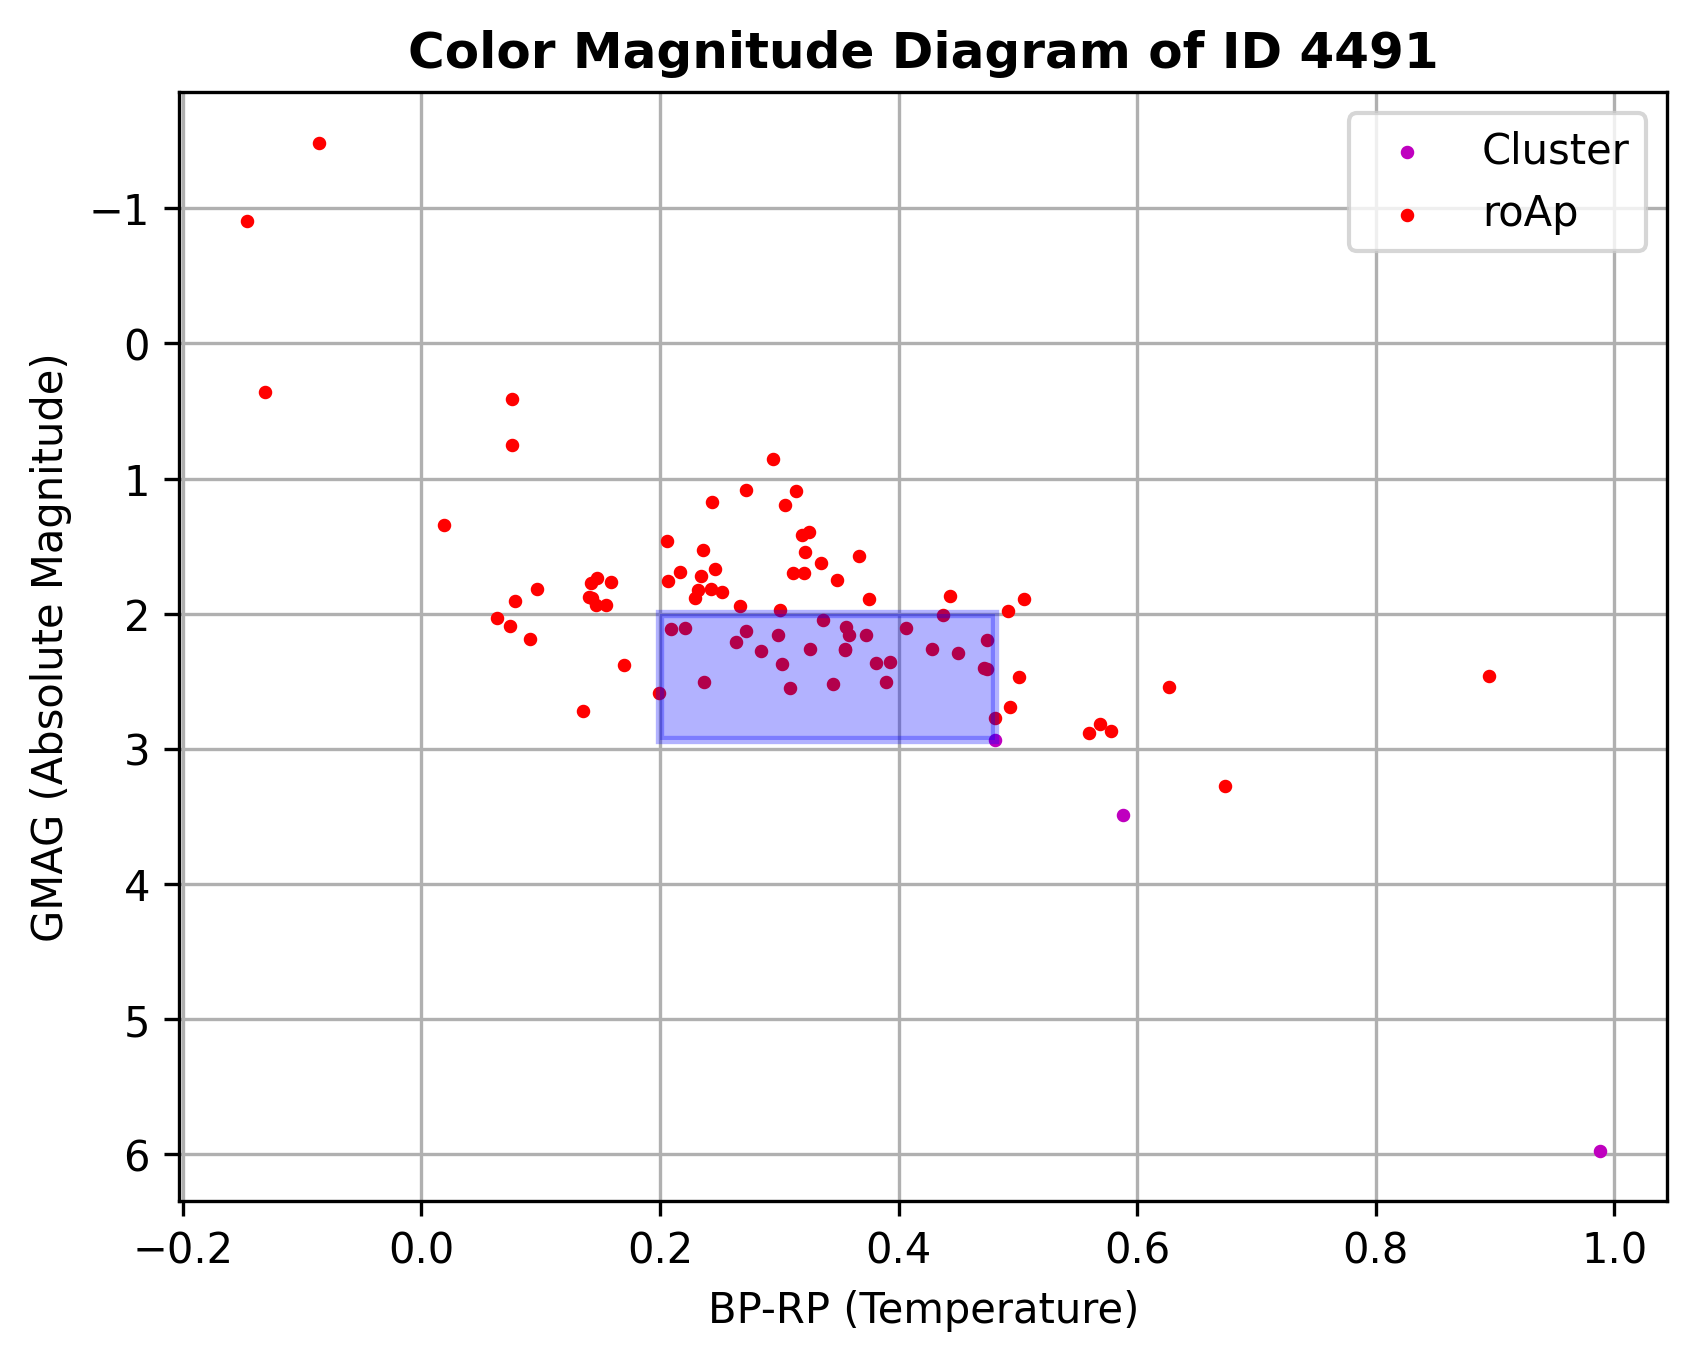 Color Magnitude Diagram of ID 4491
Cluster
roAp
GMAG (Absolute Magnitude)
−1
0
1
2
3
4
5
6
−0.2 0.0 0.2 0.4 0.6 0.8 1.0
BP-RP (Temperature)